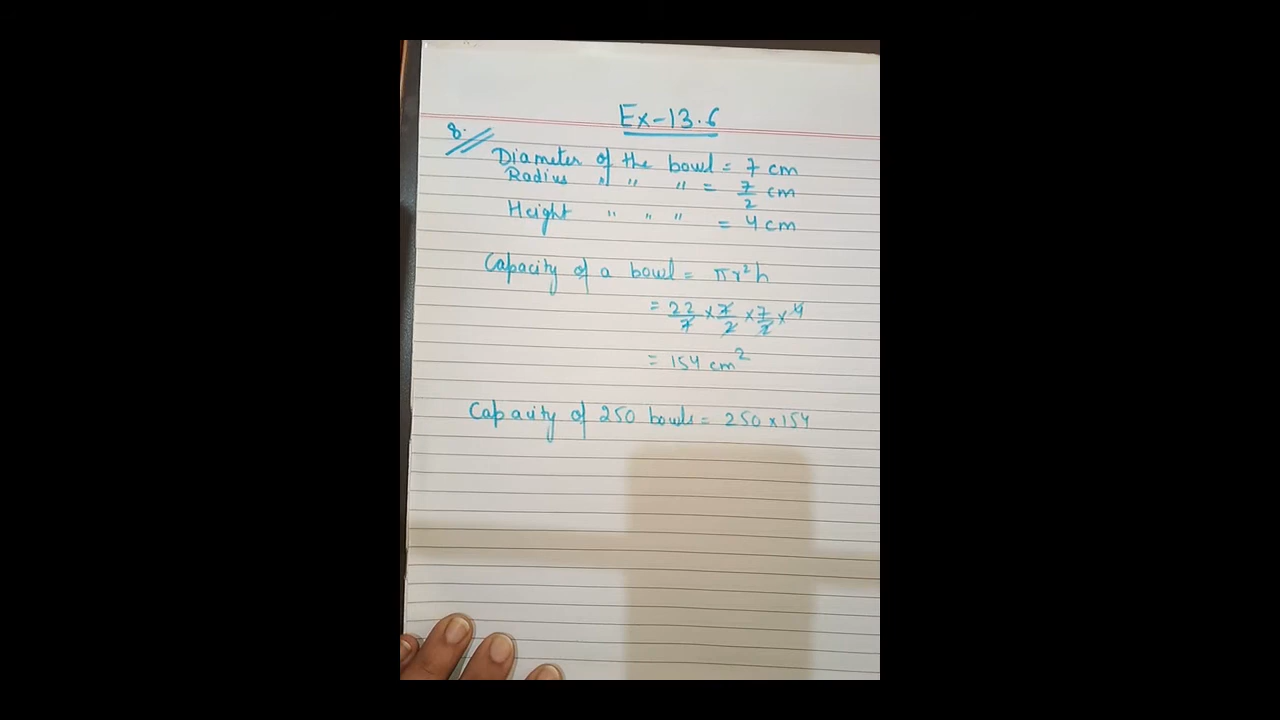 Ex-13.6
8.
Diameter of the bowl = 7 cm
Radius " " " = 7/2 cm
Height " " " = 4 cm
Capacity of a bowl = πr²h
= 22/7 × 7/2 × 7/2 × 4
= 154 cm²
Capacity of 250 bowls = 250×154